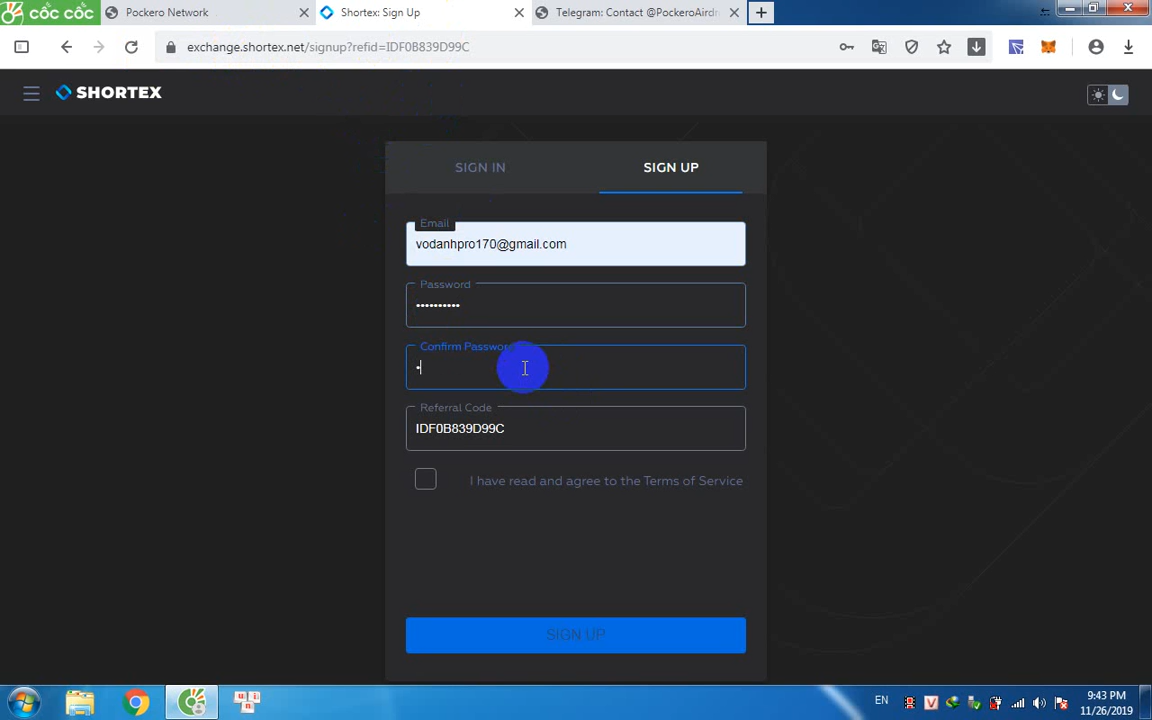 cốc cốc
Pockero Network
Shortex: Sign Up
Telegram: Contact @PockeroAirdr
exchange.shortex.net/signup?refid=IDF0B839D99C
SHORTEX
SIGN IN
SIGN UP
Email
vodanhpro170@gmail.com
Password
••••••••••
Confirm Password
•
Referral Code
IDF0B839D99C
I have read and agree to the Terms of Service
SIGN UP
EN
9:43 PM
11/26/2019